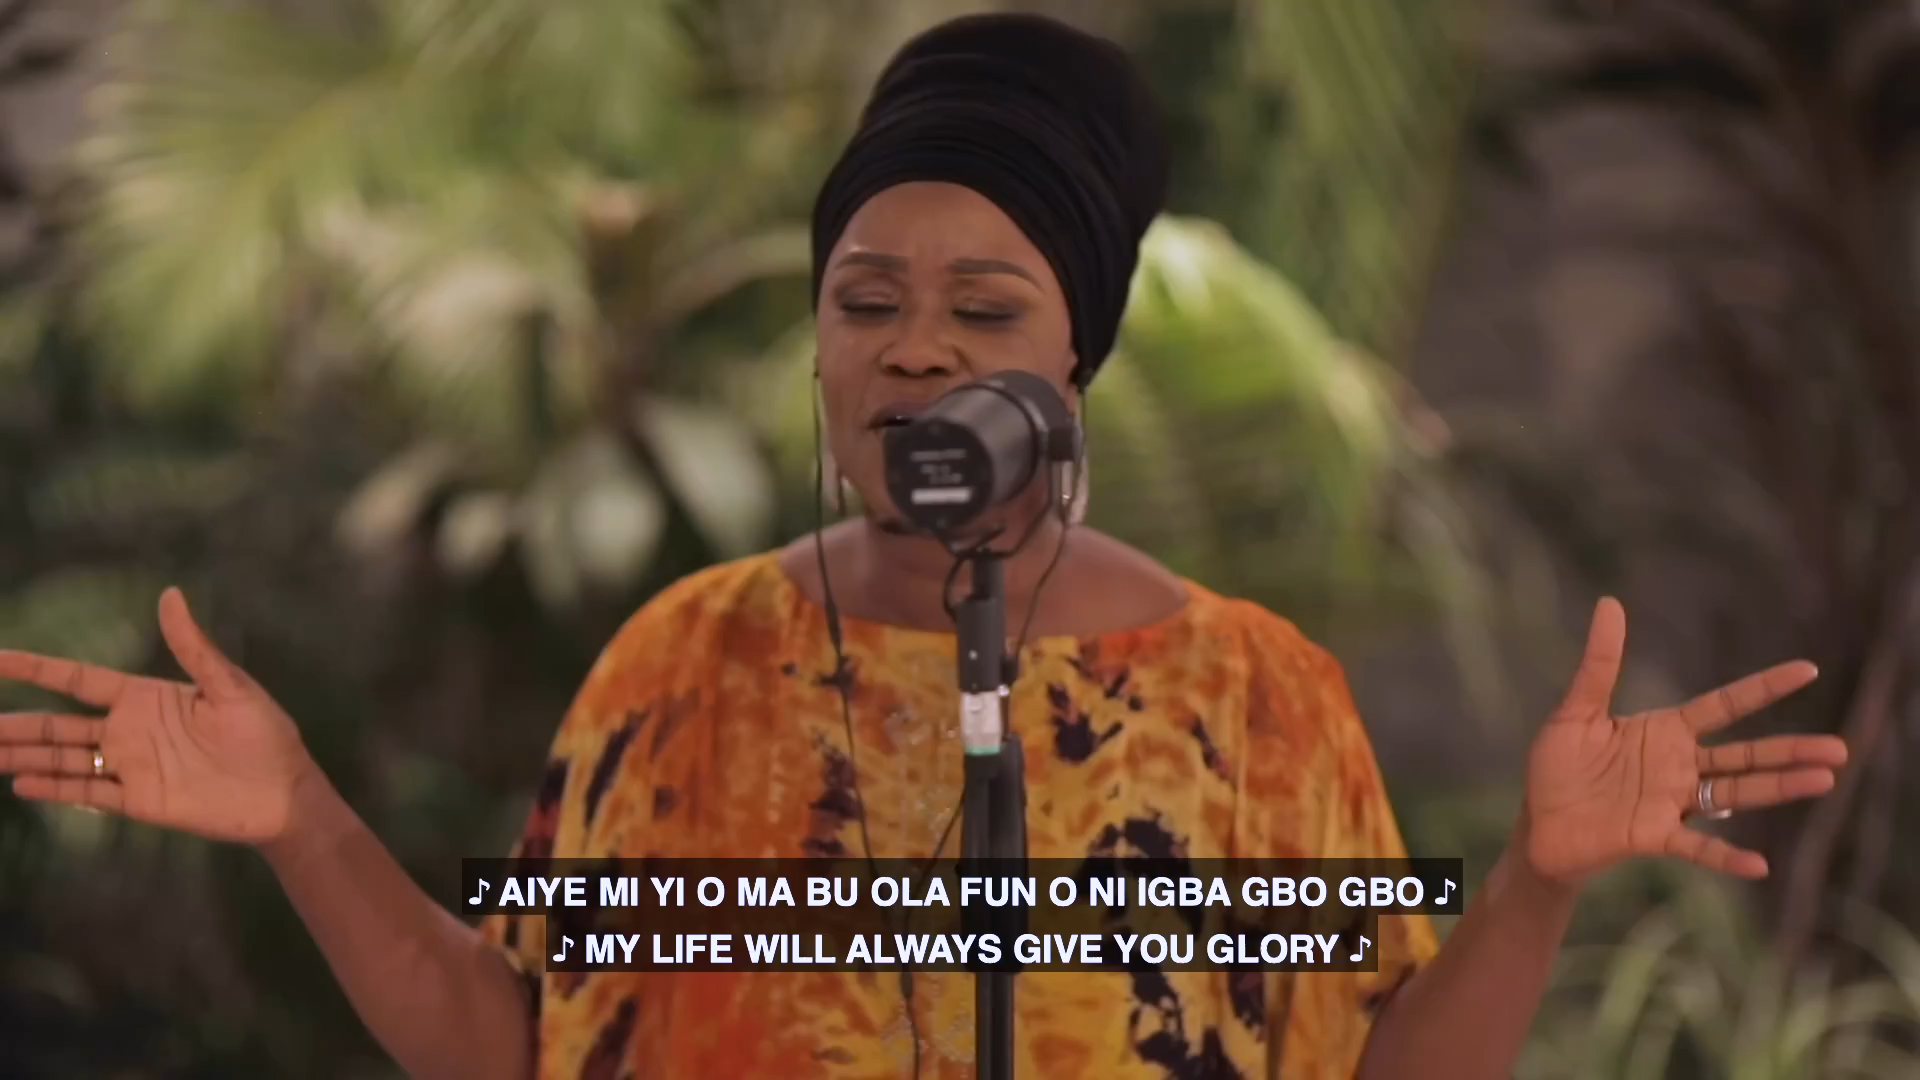 ♪ AIYE MI YI O MA BU OLA FUN O NI IGBA GBO GBO ♪
♪ MY LIFE WILL ALWAYS GIVE YOU GLORY ♪